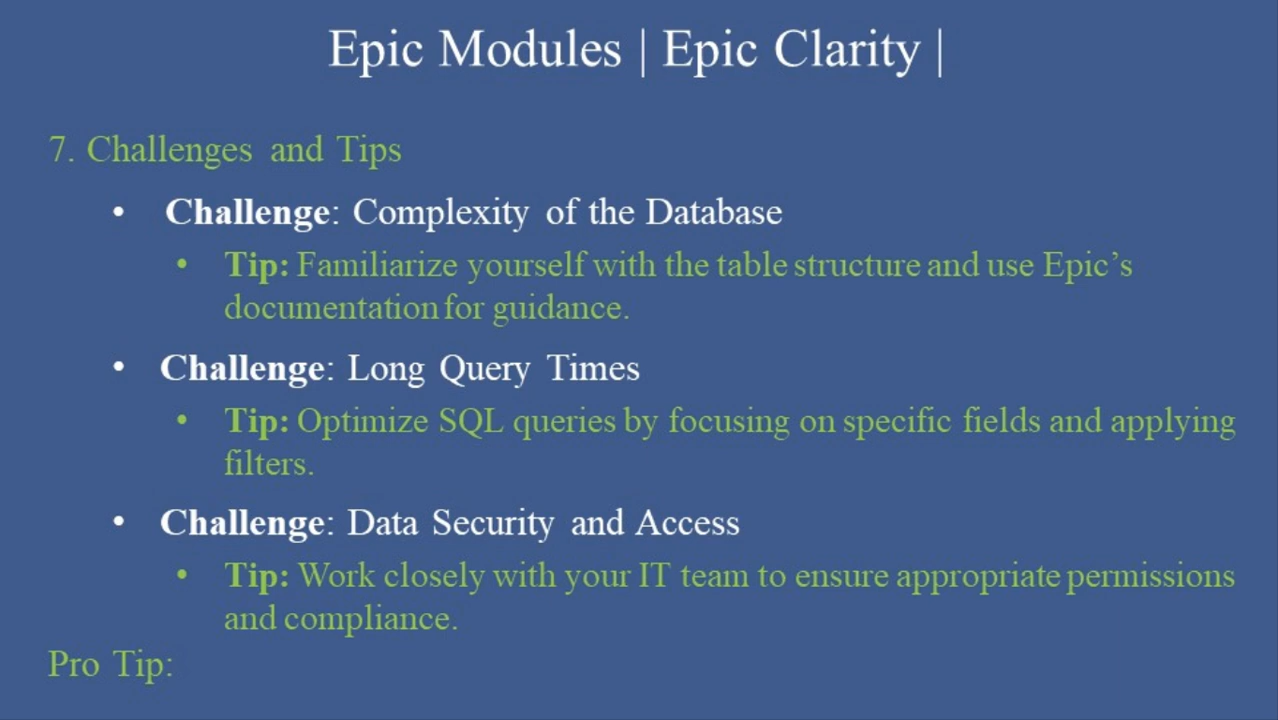 Epic Modules | Epic Clarity |
7. Challenges and Tips
• Challenge: Complexity of the Database
• Tip: Familiarize yourself with the table structure and use Epic’s
documentation for guidance.
• Challenge: Long Query Times
• Tip: Optimize SQL queries by focusing on specific fields and applying
filters.
• Challenge: Data Security and Access
• Tip: Work closely with your IT team to ensure appropriate permissions
and compliance.
Pro Tip: